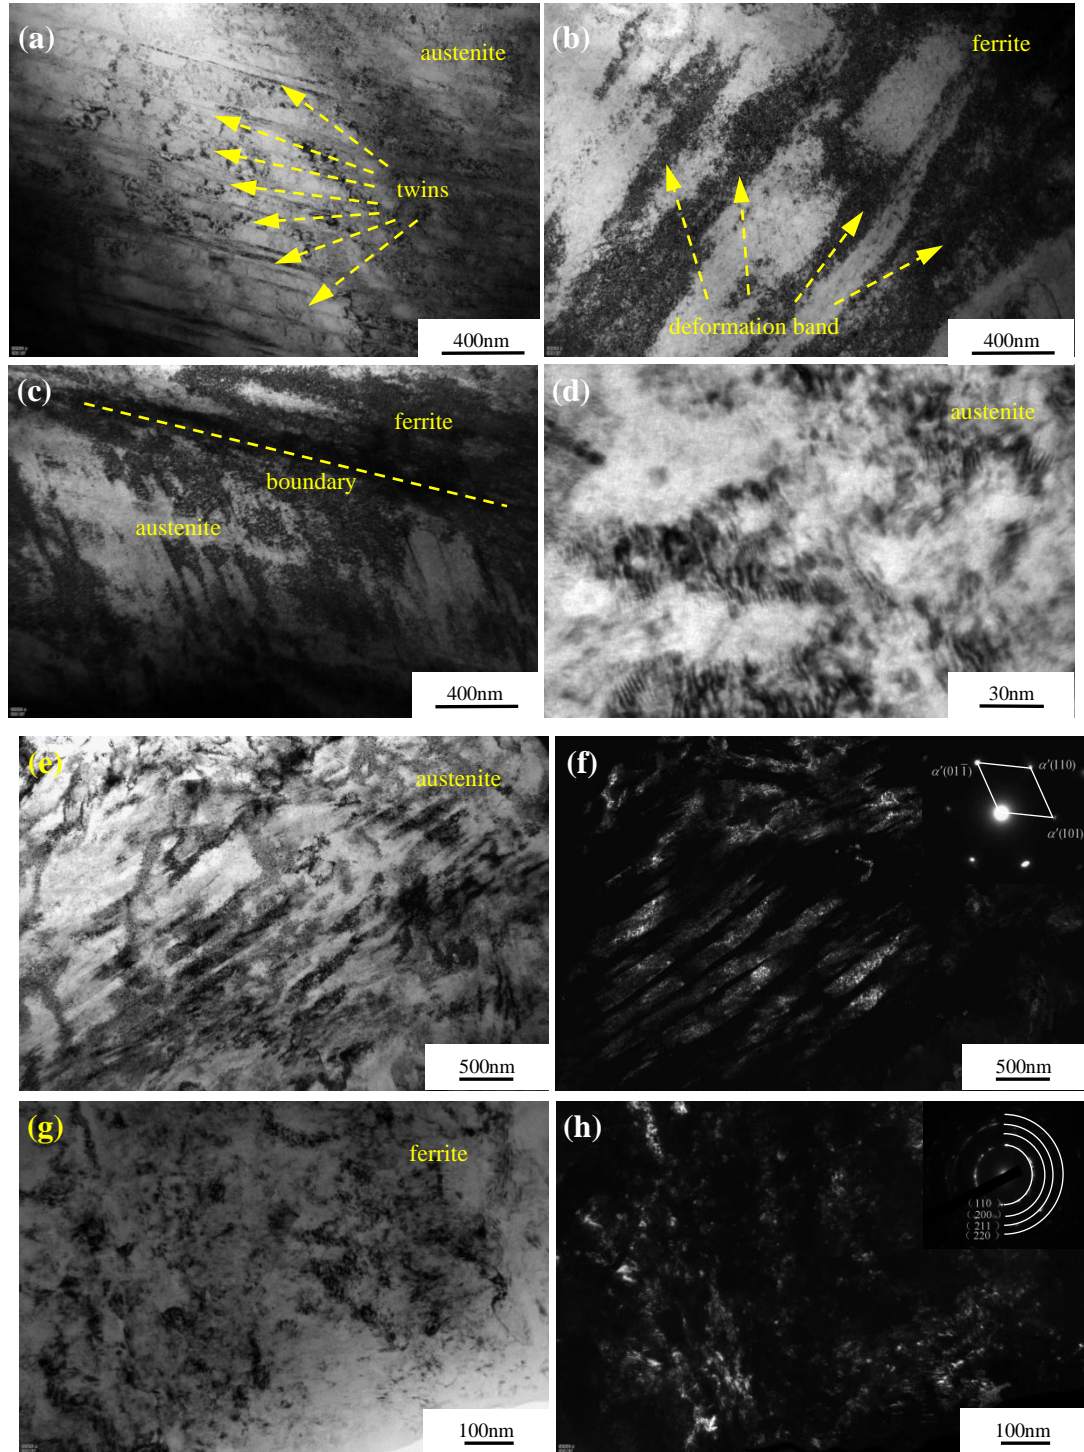 (a)
austenite
twins
400nm
(b)
ferrite
deformation band
400nm
(c)
ferrite
boundary
austenite
400nm
(d)
austenite
30nm
(e)
austenite
500nm
(f)
α′(011̄)
α′(110)
α′(101)
500nm
(g)
ferrite
100nm
(h)
(110)
(200)
(211)
(220)
100nm